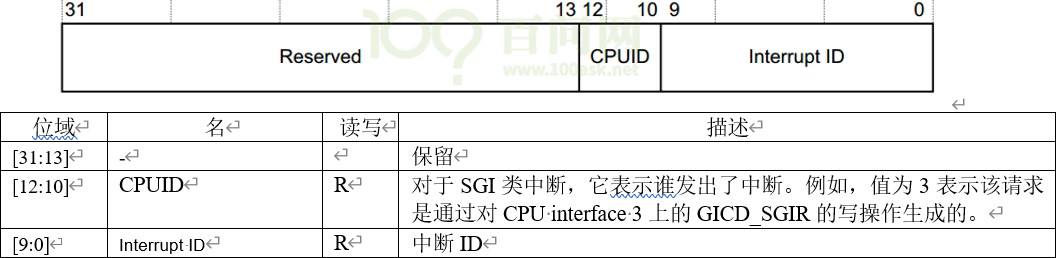 31 13 12 10 9 0
Reserved CPUID Interrupt ID
100 百问网
www.100ask.net
位域 名 读写 描述
[31:13] - 保留
[12:10] CPUID R 对于 SGI 类中断，它表示谁发出了中断。例如，值为 3 表示该请求
是通过对 CPU·interface·3 上的 GICD_SGIR 的写操作生成的。
[9:0] Interrupt·ID R 中断 ID